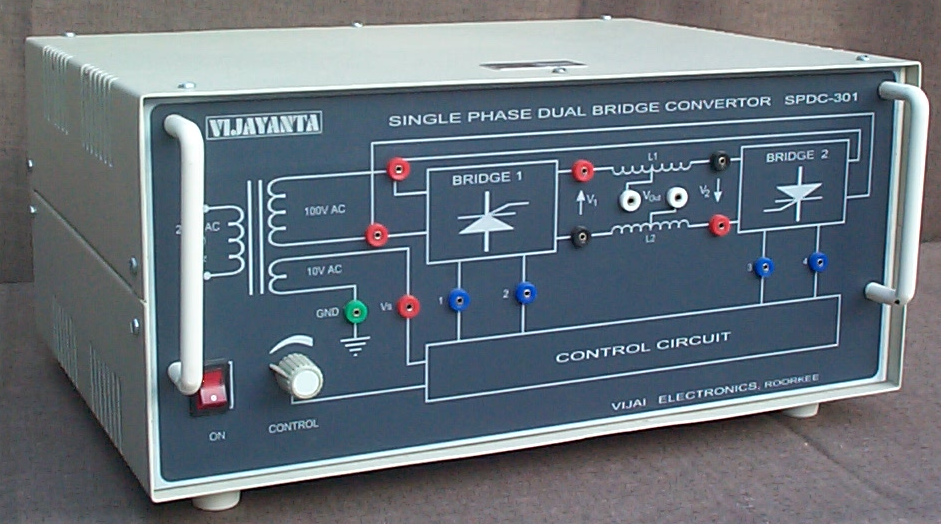 VIJAYANTA
SINGLE PHASE DUAL BRIDGE CONVERTOR SPDC-301
BRIDGE 1
L1
BRIDGE 2
100V AC
V1
VOut
V2
AC
L2
10V AC
3
4
GND
Vs
1
2
CONTROL CIRCUIT
ON
CONTROL
VIJAI ELECTRONICS, ROORKEE